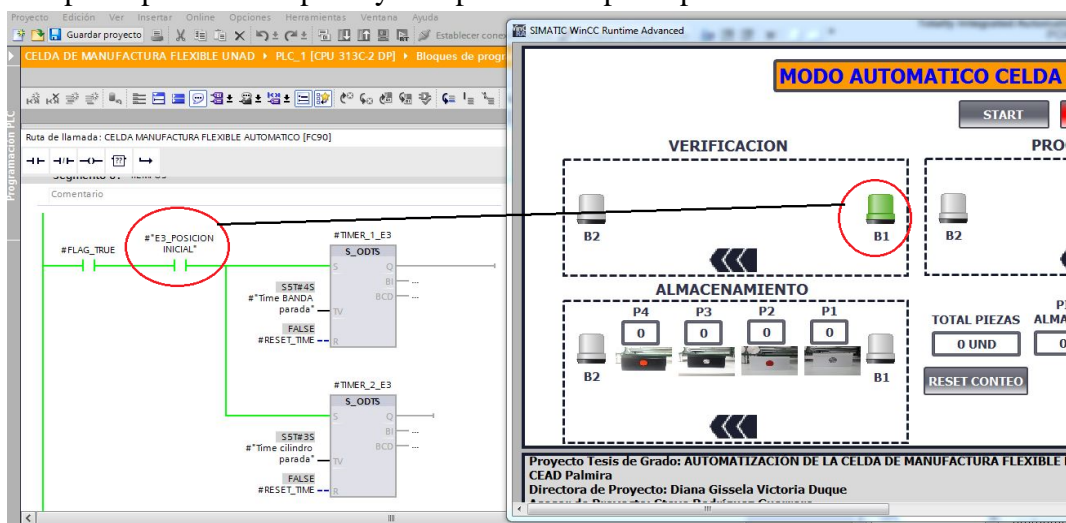 Proyecto Edición Ver Insertar Online Opciones Herramientas Ventana Ayuda
Guardar proyecto
Establecer conex
CELDA DE MANUFACTURA FLEXIBLE UNAD PLC_1 [CPU 313C-2 DP] Bloques de progr
Programación PLC
Ruta de llamada: CELDA MANUFACTURA FLEXIBLE AUTOMATICO [FC90]
Comentario
#FLAG_TRUE
#"E3_POSICION
INICIAL"
#TIMER_1_E3
S_ODTS
S Q
BI ...
BCD ...
S5T#4S
#"Time BANDA
parada" TV
FALSE
#RESET_TIME R
#TIMER_2_E3
S_ODTS
S Q
BI ...
BCD ...
S5T#3S
#"Time cilindro
parada" TV
FALSE
#RESET_TIME R
SIMATIC WinCC Runtime Advanced
MODO AUTOMATICO CELDA
START
VERIFICACION
PRO
B2 B1 B2
ALMACENAMIENTO
P4 P3 P2 P1
0 0 0 0
B2 B1
TOTAL PIEZAS
ALMA
0 UND
RESET CONTEO
Proyecto Tesis de Grado: AUTOMATIZACION DE LA CELDA DE MANUFACTURA FLEXIBLE
CEAD Palmira
Directora de Proyecto: Diana Gissela Victoria Duque